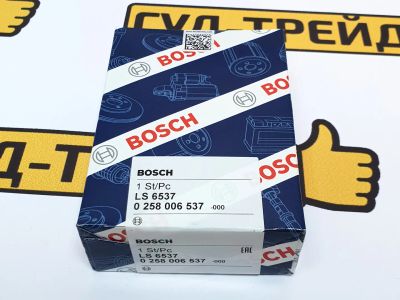 ГУД ТРЕЙД
BOSCH
BOSCH
BOSCH
1 St/Pc
LS 6537
0 258 006 537 -000
BOSCH
1 St/Pc
LS 6537
0 258 006 537 -000
EAC